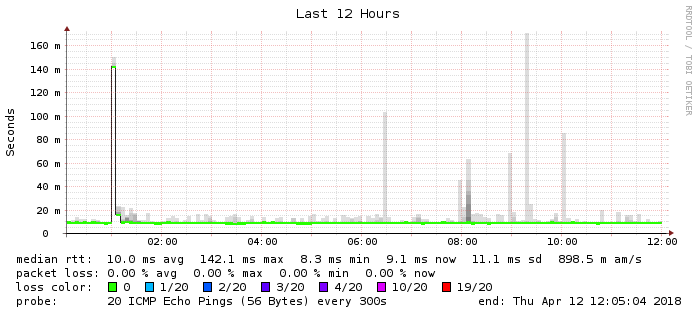 Last 12 Hours
RRDTOOL / TOBI OETIKER
Seconds
160 m
140 m
120 m
100 m
80 m
60 m
40 m
20 m
0
02:00 04:00 06:00 08:00 10:00 12:00
median rtt: 10.0 ms avg 142.1 ms max 8.3 ms min 9.1 ms now 11.1 ms sd 898.5 m am/s
packet loss: 0.00 % avg 0.00 % max 0.00 % min 0.00 % now
loss color: 0 1/20 2/20 3/20 4/20 10/20 19/20
probe: 20 ICMP Echo Pings (56 Bytes) every 300s end: Thu Apr 12 12:05:04 2018